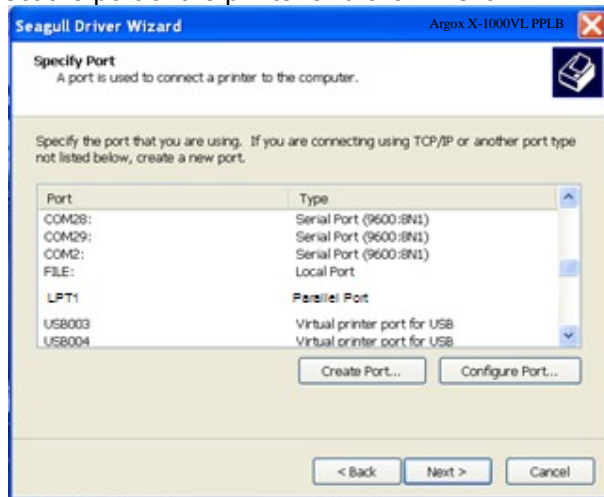 Seagull Driver Wizard Argox X-1000VL PPLB
Specify Port
A port is used to connect a printer to the computer.
Specify the port that you are using. If you are connecting using TCP/IP or another port type
not listed below, create a new port.
Port Type
COM28: Serial Port (9600:8N1)
COM29: Serial Port (9600:8N1)
COM2: Serial Port (9600:8N1)
FILE: Local Port
LPT1 Parallel Port
USB003 Virtual printer port for USB
USB004 Virtual printer port for USB
Create Port... Configure Port...
< Back Next > Cancel